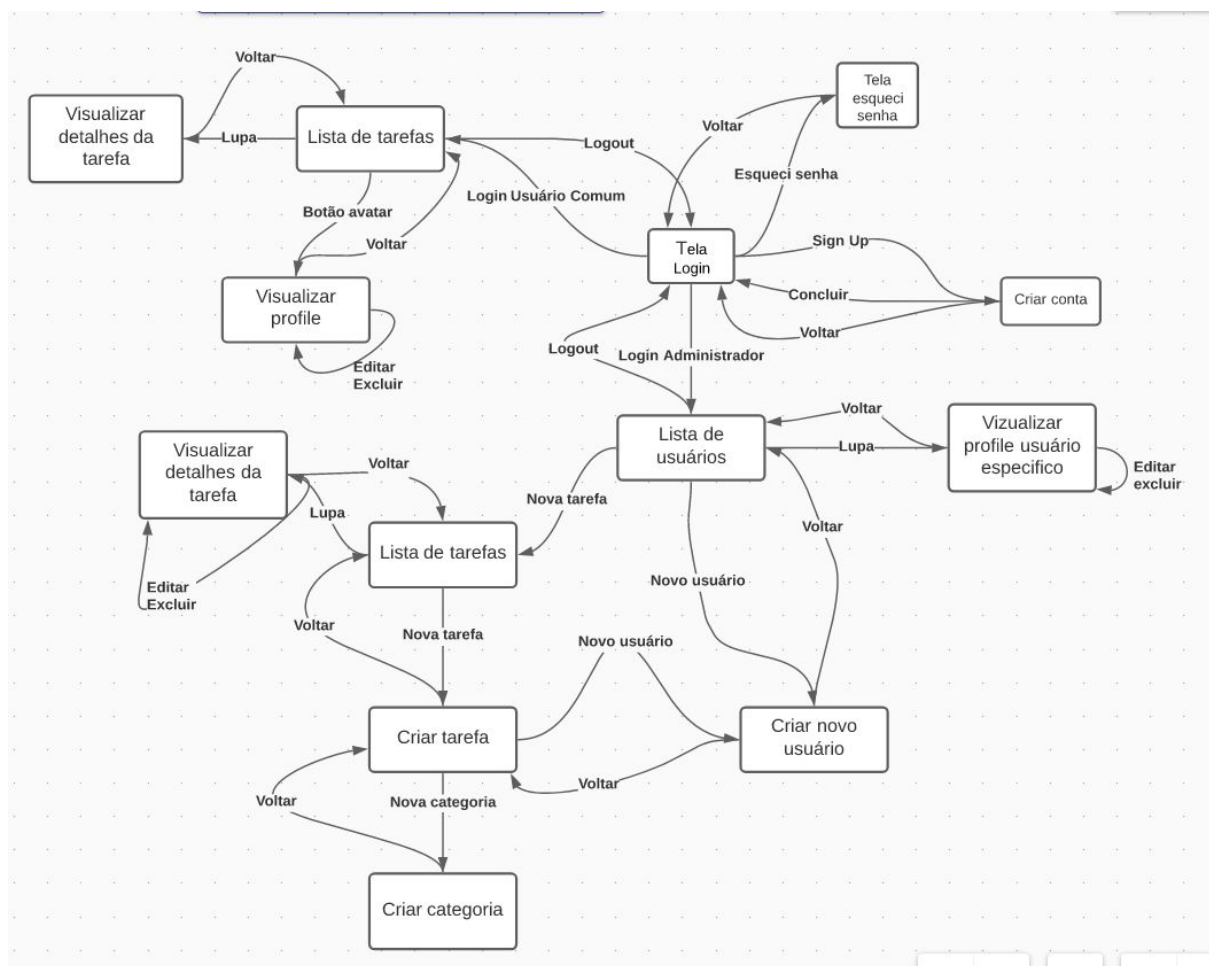 Voltar
Visualizar
detalhes da
tarefa
Lupa
Lista de tarefas
Logout
Voltar
Tela
esqueci
senha
Esqueci senha
Login Usuário Comum
Botão avatar
Voltar
Tela
Login
Sign Up
Concluir
Voltar
Criar conta
Visualizar
profile
Editar
Excluir
Logout
Login Administrador
Lista de
usuários
Voltar
Lupa
Vizualizar
profile usuário
especifico
Editar
excluir
Visualizar
detalhes da
tarefa
Voltar
Lupa
Nova tarefa
Voltar
Lista de tarefas
Editar
Excluir
Novo usuário
Voltar
Nova tarefa
Novo usuário
Criar tarefa
Criar novo
usuário
Voltar
Voltar
Nova categoria
Criar categoria